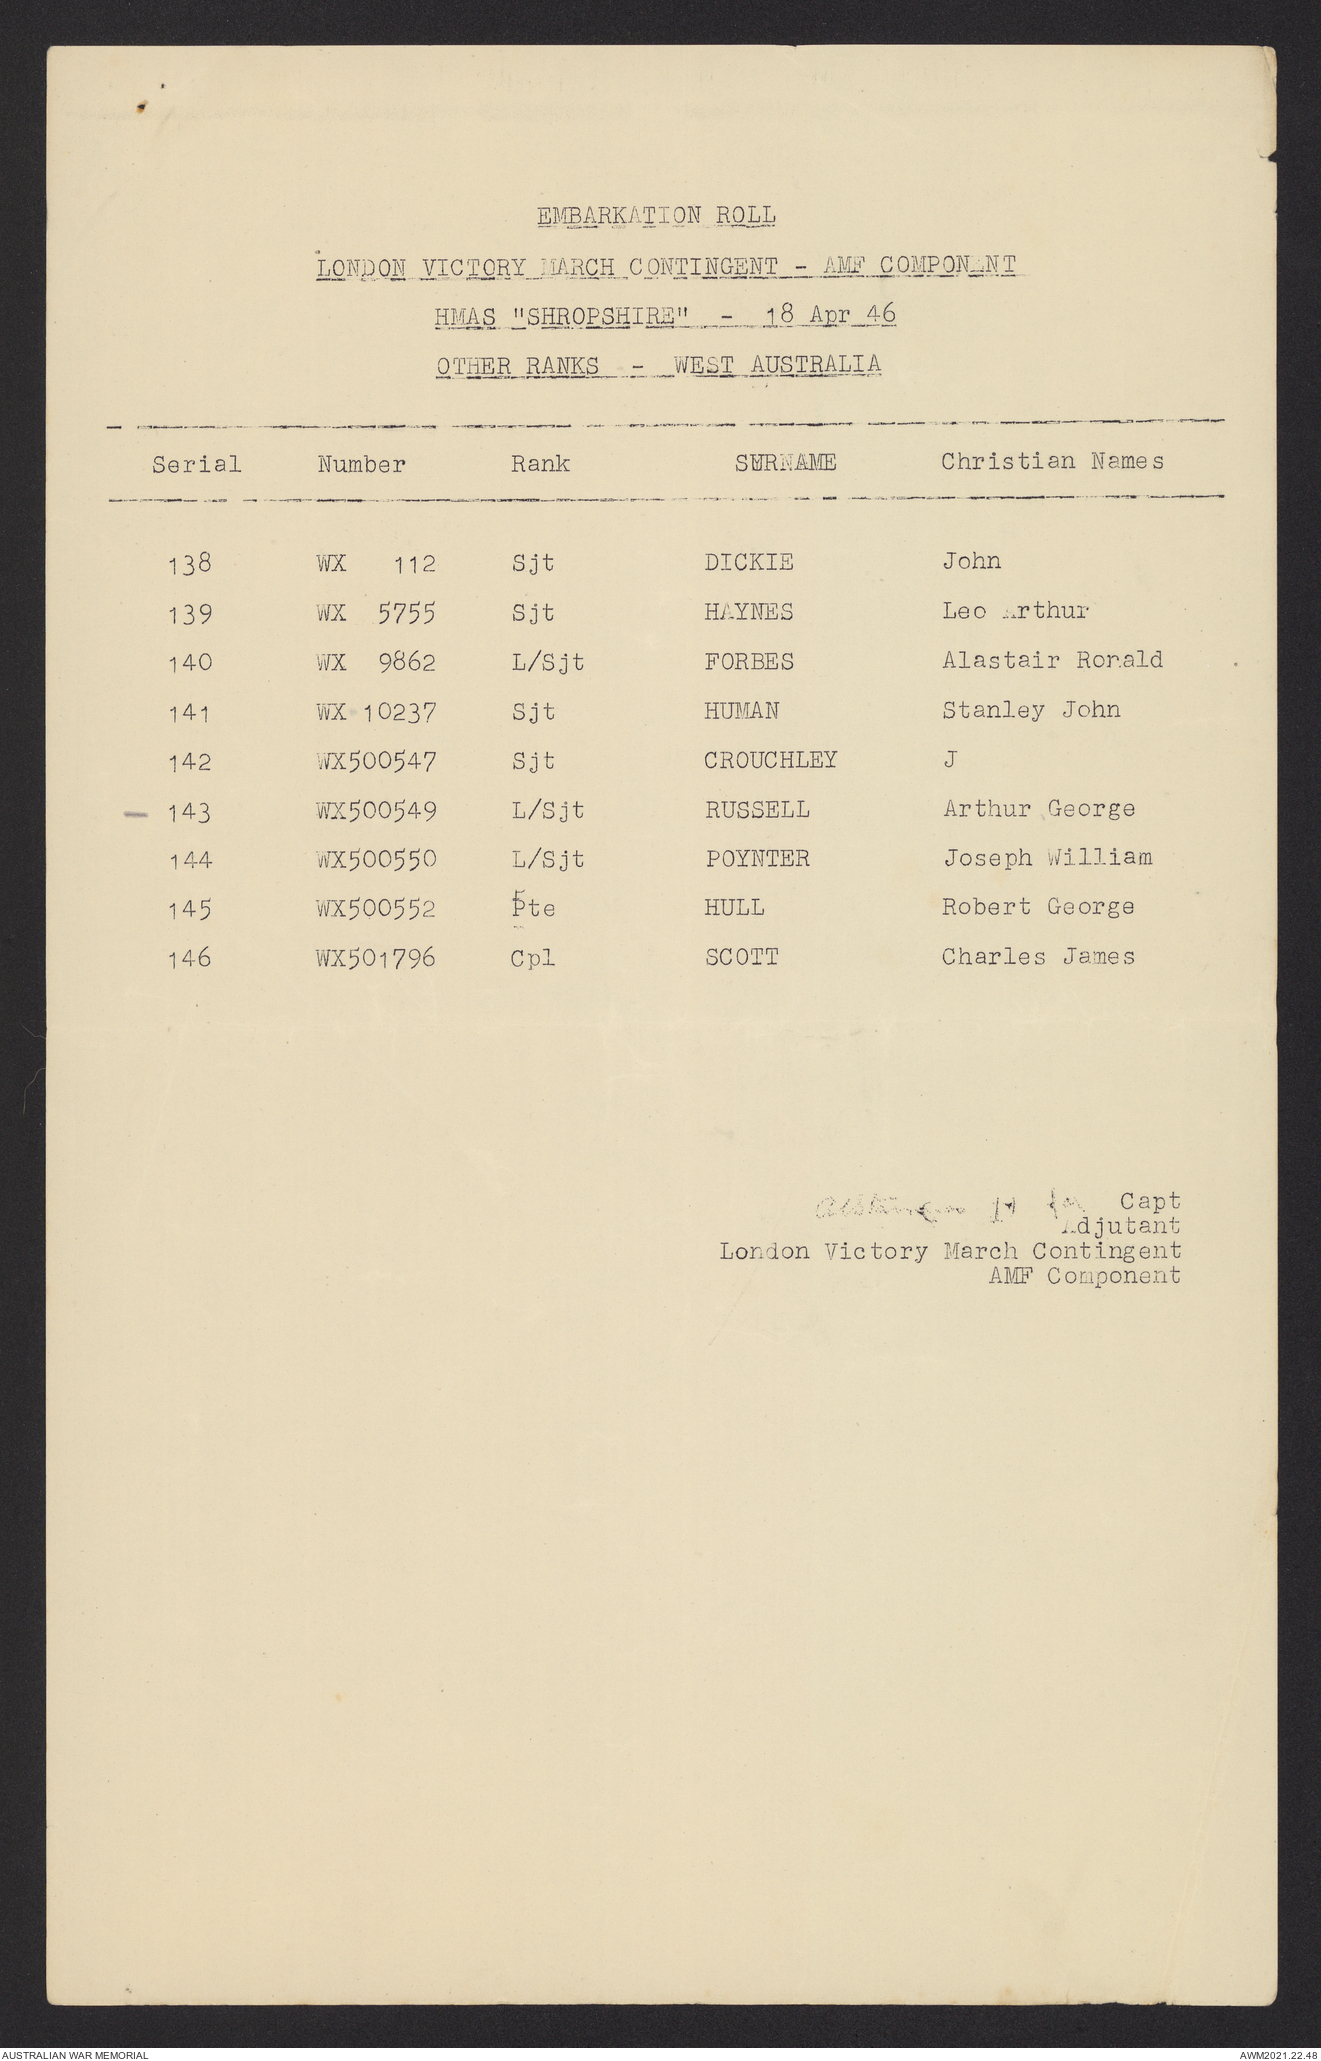 EMBARKATION ROLL
LONDON VICTORY MARCH CONTINGENT - AMF COMPONENT
HMAS "SHROPSHIRE" - 18 Apr 46
OTHER RANKS - WEST AUSTRALIA
Serial Number Rank SURNAME Christian Names
138 WX 112 Sjt DICKIE John
139 WX 5755 Sjt HAYNES Leo Arthur
140 WX 9862 L/Sjt FORBES Alastair Ronald
141 WX 10237 Sjt HUMAN Stanley John
142 WX500547 Sjt CROUCHLEY J
- 143 WX500549 L/Sjt RUSSELL Arthur George
144 WX500550 L/Sjt POYNTER Joseph William
145 WX500552 Pte HULL Robert George
146 WX501796 Cpl SCOTT Charles James
Lt for Capt
Adjutant
London Victory March Contingent
AMF Component
AUSTRALIAN WAR MEMORIAL AWM2021.22.48